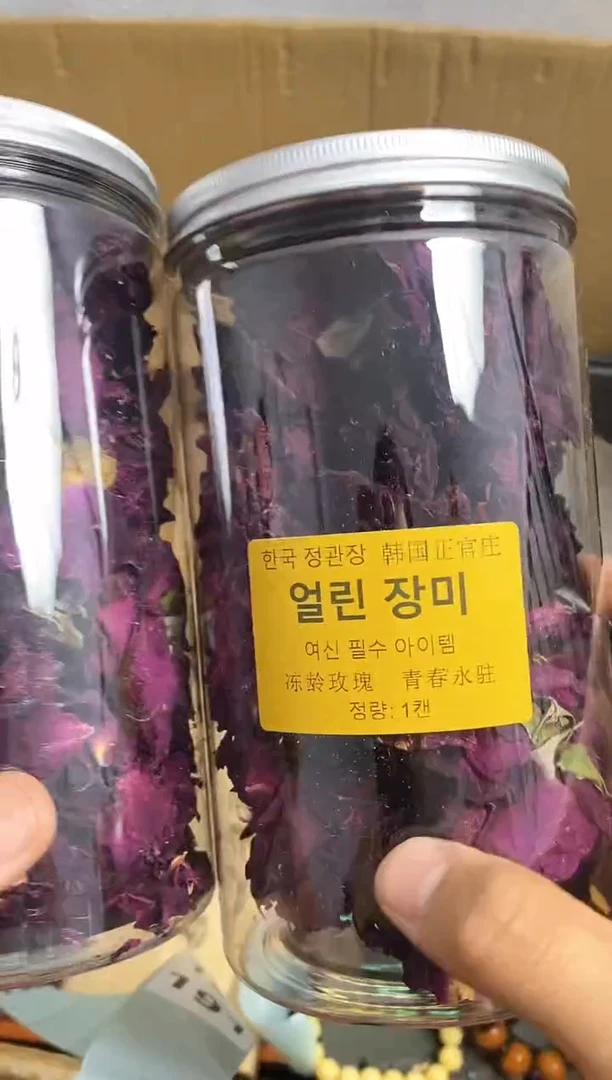 한국 정관장 韩国正官庄
얼린 장미
여신 필수 아이템
冻龄玫瑰 青春永驻
정량: 1캔
191